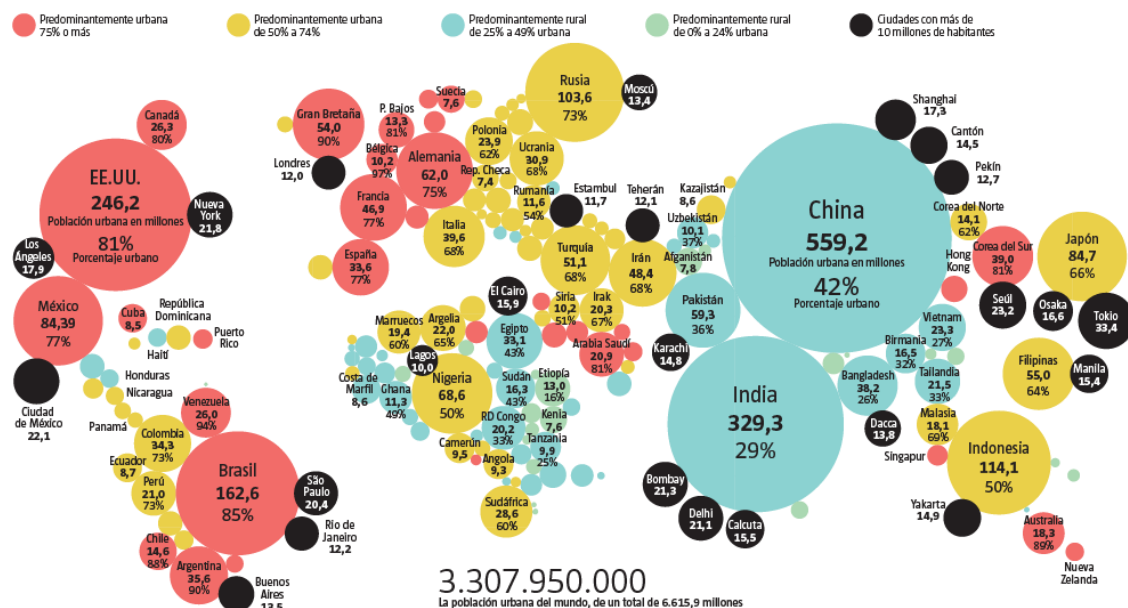 Predominantemente urbana
75% o más
Predominantemente urbana
de 50% a 74%
Predominantemente rural
de 25% a 49% urbana
Predominantemente rural
de 0% a 24% urbana
Ciudades con más de
10 millones de habitantes
Canadá
26,3
80%
EE.UU.
246,2
Población urbana en millones
81%
Porcentaje urbano
Nueva
York
21,8
Los
Ángeles
17,9
México
84,39
77%
Ciudad
de México
22,1
Cuba
8,5
República
Dominicana
Haití
Puerto
Rico
Honduras
Nicaragua
Panamá
Venezuela
26,0
94%
Colombia
34,3
73%
Ecuador
8,7
Perú
21,0
73%
Brasil
162,6
85%
São
Paulo
20,4
Río de
Janeiro
12,2
Chile
14,6
88%
Argentina
35,6
90%
Buenos
Aires
13,5
Gran Bretaña
54,0
90%
Londres
12,0
P. Bajos
13,3
81%
Suecia
7,6
Bélgica
10,2
97%
Alemania
62,0
75%
Francia
46,9
77%
España
33,6
77%
Italia
39,6
68%
Polonia
23,9
62%
Rep. Checa
7,4
Ucrania
30,9
68%
Rumanía
11,6
54%
Rusia
103,6
73%
Moscú
13,4
Estambul
11,7
Turquía
51,1
68%
Teherán
12,1
Irán
48,4
68%
Kazajistán
8,6
Uzbekistán
10,1
37%
Afganistán
7,8
Pakistán
59,3
36%
Karachi
14,8
Siria
10,2
51%
Irak
20,3
67%
Arabia Saudí
20,9
81%
El Cairo
15,9
Egipto
33,1
43%
Marruecos
19,4
60%
Argelia
22,0
65%
Lagos
10,0
Nigeria
68,6
50%
Costa de
Marfil
8,6
Ghana
11,3
49%
Sudán
16,3
43%
Etiopía
13,0
16%
RD Congo
20,2
33%
Kenia
7,6
Tanzania
9,9
25%
Camerún
9,5
Angola
9,3
Sudáfrica
28,6
60%
China
559,2
Población urbana en millones
42%
Porcentaje urbano
Shanghai
17,3
Cantón
14,5
Pekín
12,7
Corea del Norte
14,1
62%
Corea del Sur
39,0
81%
Hong
Kong
Seúl
23,2
Japón
84,7
66%
Osaka
16,6
Tokio
33,4
India
329,3
29%
Bombay
21,3
Delhi
21,1
Calcuta
15,5
Bangladesh
38,2
26%
Dacca
13,8
Birmania
16,5
32%
Vietnam
23,3
27%
Tailandia
21,5
33%
Malasia
18,1
69%
Singapur
Filipinas
55,0
64%
Manila
15,4
Indonesia
114,1
50%
Yakarta
14,9
Australia
18,3
89%
Nueva
Zelanda
3.307.950.000
La población urbana del mundo, de un total de 6.615,9 millones